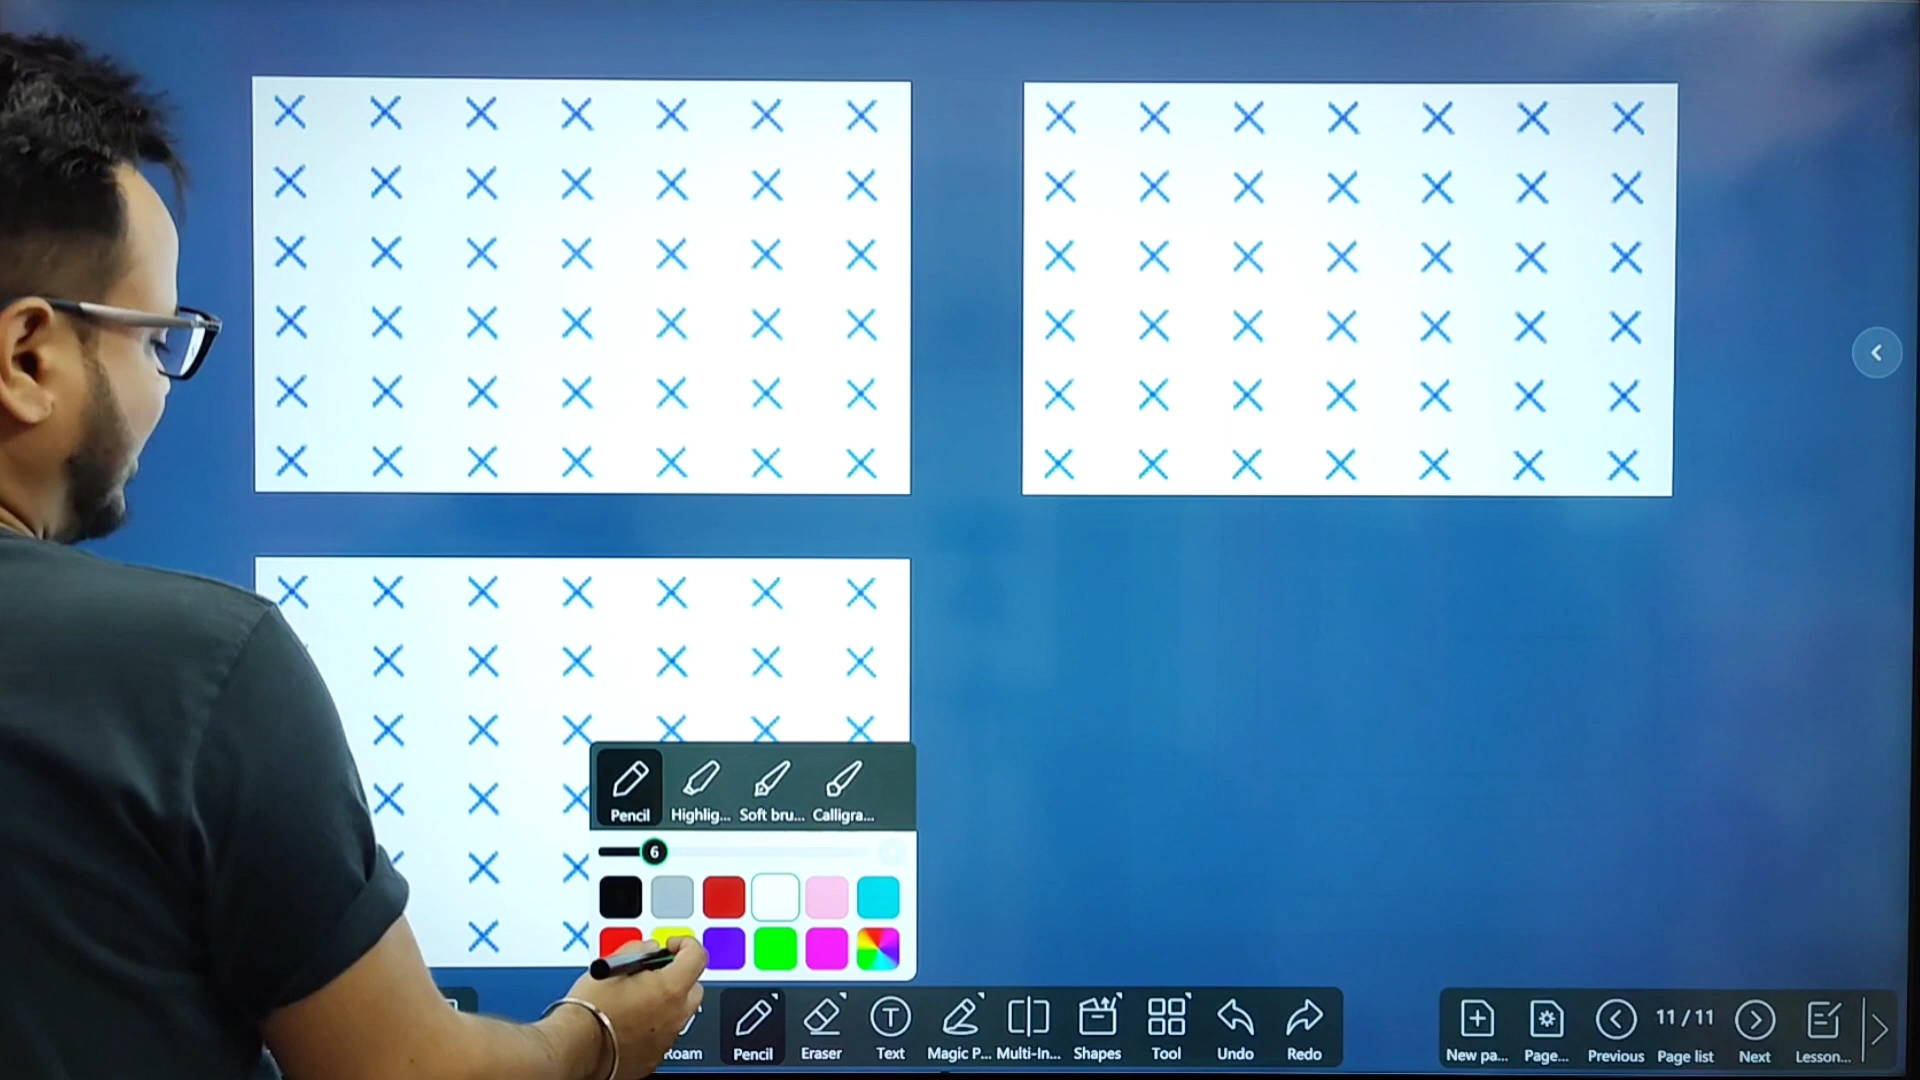 Pencil Highlig... Soft bru... Calligra...
6
Roam Pencil Eraser Text Magic P... Multi-In... Shapes Tool Undo Redo
11/11
New pa... Page... Previous Page list Next Lesson...